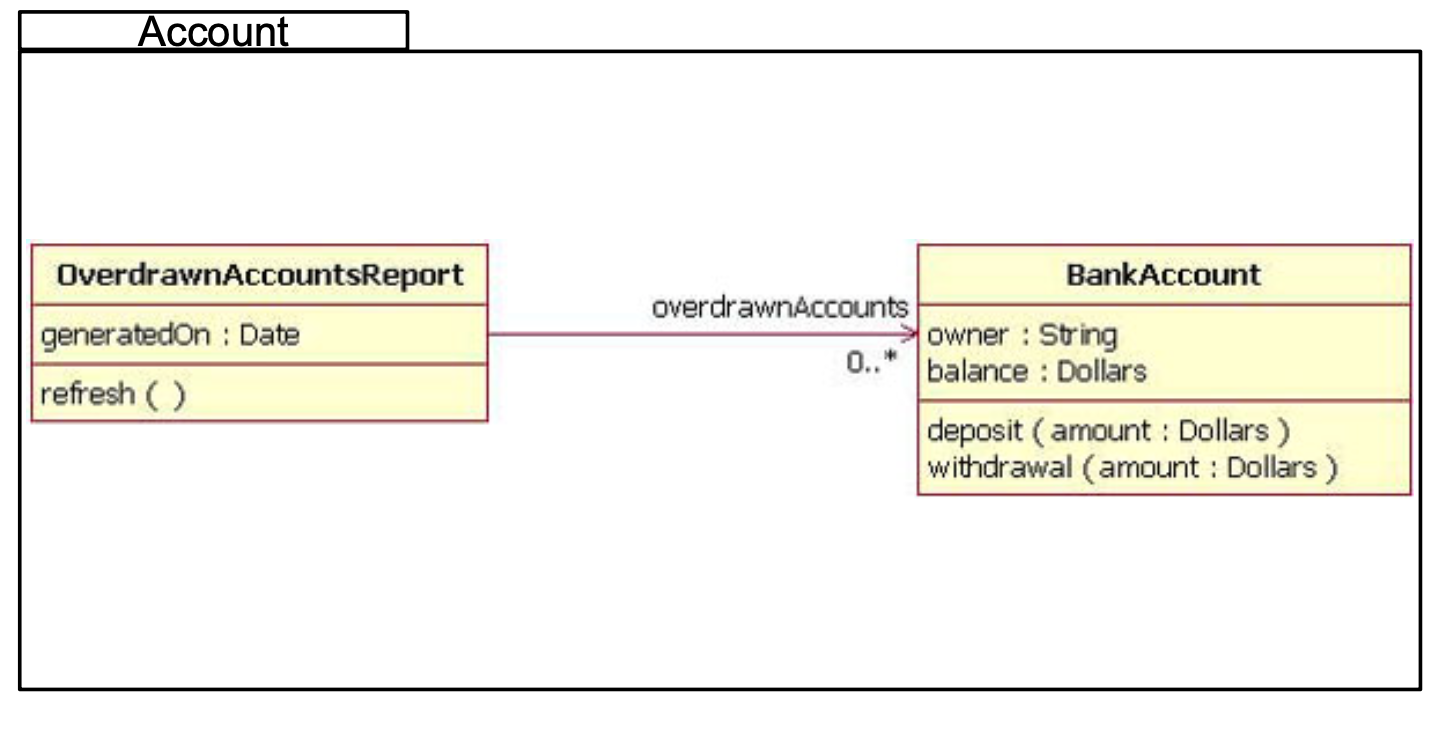 Account
OverdrawnAccountsReport
generatedOn : Date
refresh ( )
overdrawnAccounts
0..*
BankAccount
owner : String
balance : Dollars
deposit ( amount : Dollars )
withdrawal ( amount : Dollars )